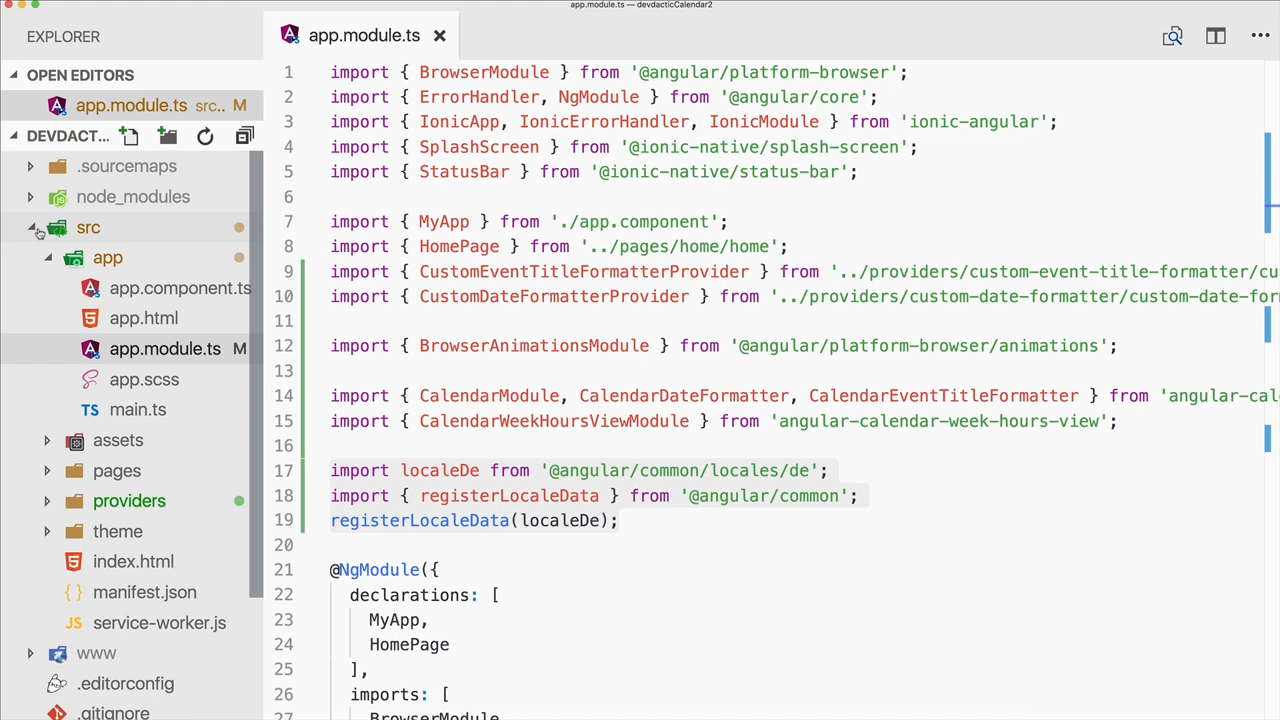 app.module.ts — devdacticCalendar2
EXPLORER
OPEN EDITORS
app.module.ts src... M
DEVDACT...
.sourcemaps
node_modules
src
app
app.component.ts
app.html
app.module.ts M
app.scss
TS main.ts
assets
pages
providers
theme
index.html
{ } manifest.json
JS service-worker.js
www
.editorconfig
.gitignore
app.module.ts
1 import { BrowserModule } from '@angular/platform-browser';
2 import { ErrorHandler, NgModule } from '@angular/core';
3 import { IonicApp, IonicErrorHandler, IonicModule } from 'ionic-angular';
4 import { SplashScreen } from '@ionic-native/splash-screen';
5 import { StatusBar } from '@ionic-native/status-bar';
6
7 import { MyApp } from './app.component';
8 import { HomePage } from '../pages/home/home';
9 import { CustomEventTitleFormatterProvider } from '../providers/custom-event-title-formatter/cu
10 import { CustomDateFormatterProvider } from '../providers/custom-date-formatter/custom-date-for
11
12 import { BrowserAnimationsModule } from '@angular/platform-browser/animations';
13
14 import { CalendarModule, CalendarDateFormatter, CalendarEventTitleFormatter } from 'angular-cal
15 import { CalendarWeekHoursViewModule } from 'angular-calendar-week-hours-view';
16
17 import localeDe from '@angular/common/locales/de';
18 import { registerLocaleData } from '@angular/common';
19 registerLocaleData(localeDe);
20
21 @NgModule({
22 declarations: [
23 MyApp,
24 HomePage
25 ],
26 imports: [
27 BrowserModule